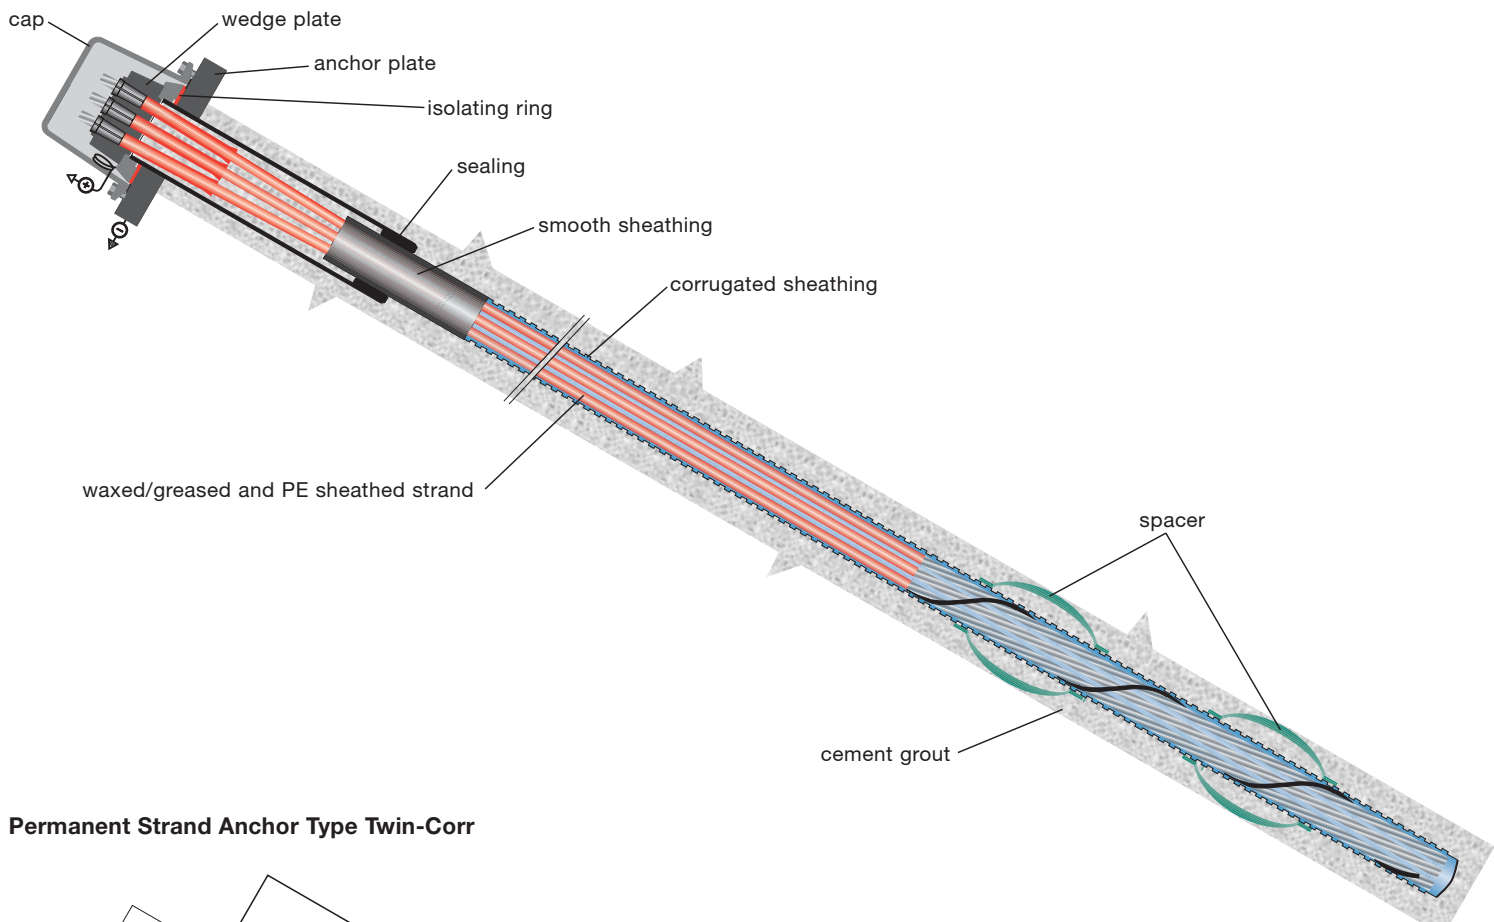 cap
wedge plate
anchor plate
isolating ring
sealing
smooth sheathing
corrugated sheathing
waxed/greased and PE sheathed strand
spacer
cement grout
Permanent Strand Anchor Type Twin-Corr